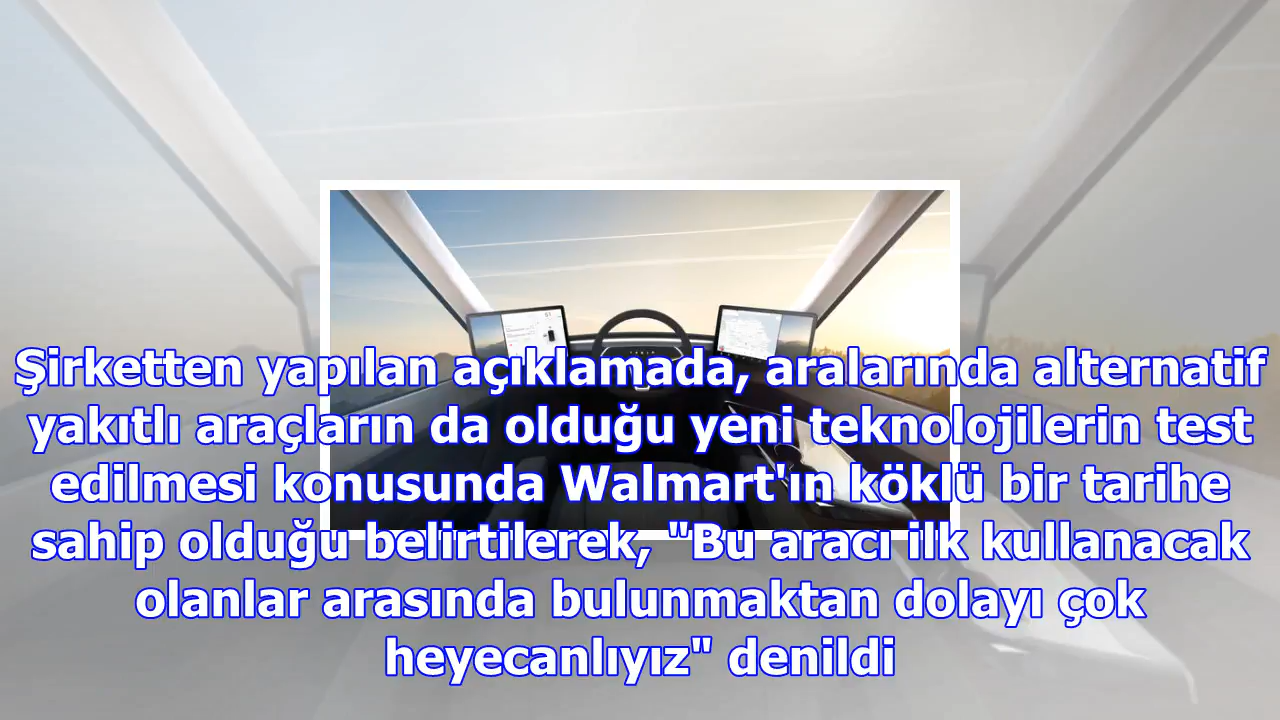 Şirketten yapılan açıklamada, aralarında alternatif
yakıtlı araçların da olduğu yeni teknolojilerin test
edilmesi konusunda Walmart'ın köklü bir tarihe
sahip olduğu belirtilerek, "Bu aracı ilk kullanacak
olanlar arasında bulunmaktan dolayı çok
heyecanlıyız" denildi